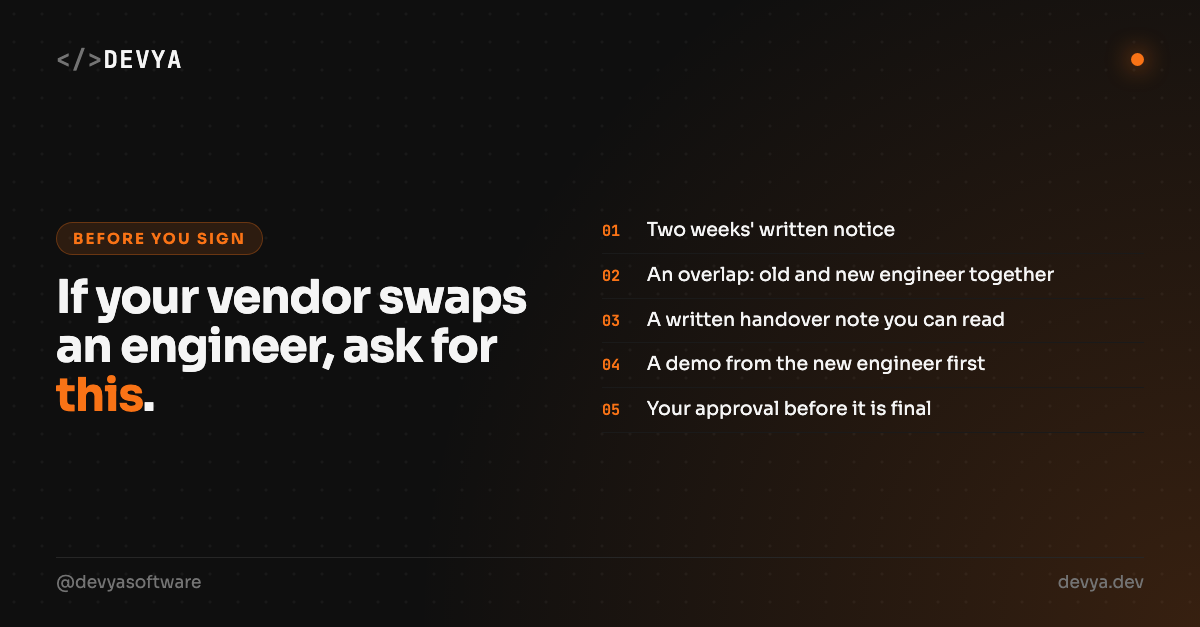 </>DEVYA
BEFORE YOU SIGN
If your vendor swaps
an engineer, ask for
this.
01 Two weeks' written notice
02 An overlap: old and new engineer together
03 A written handover note you can read
04 A demo from the new engineer first
05 Your approval before it is final
@devyasoftware
devya.dev